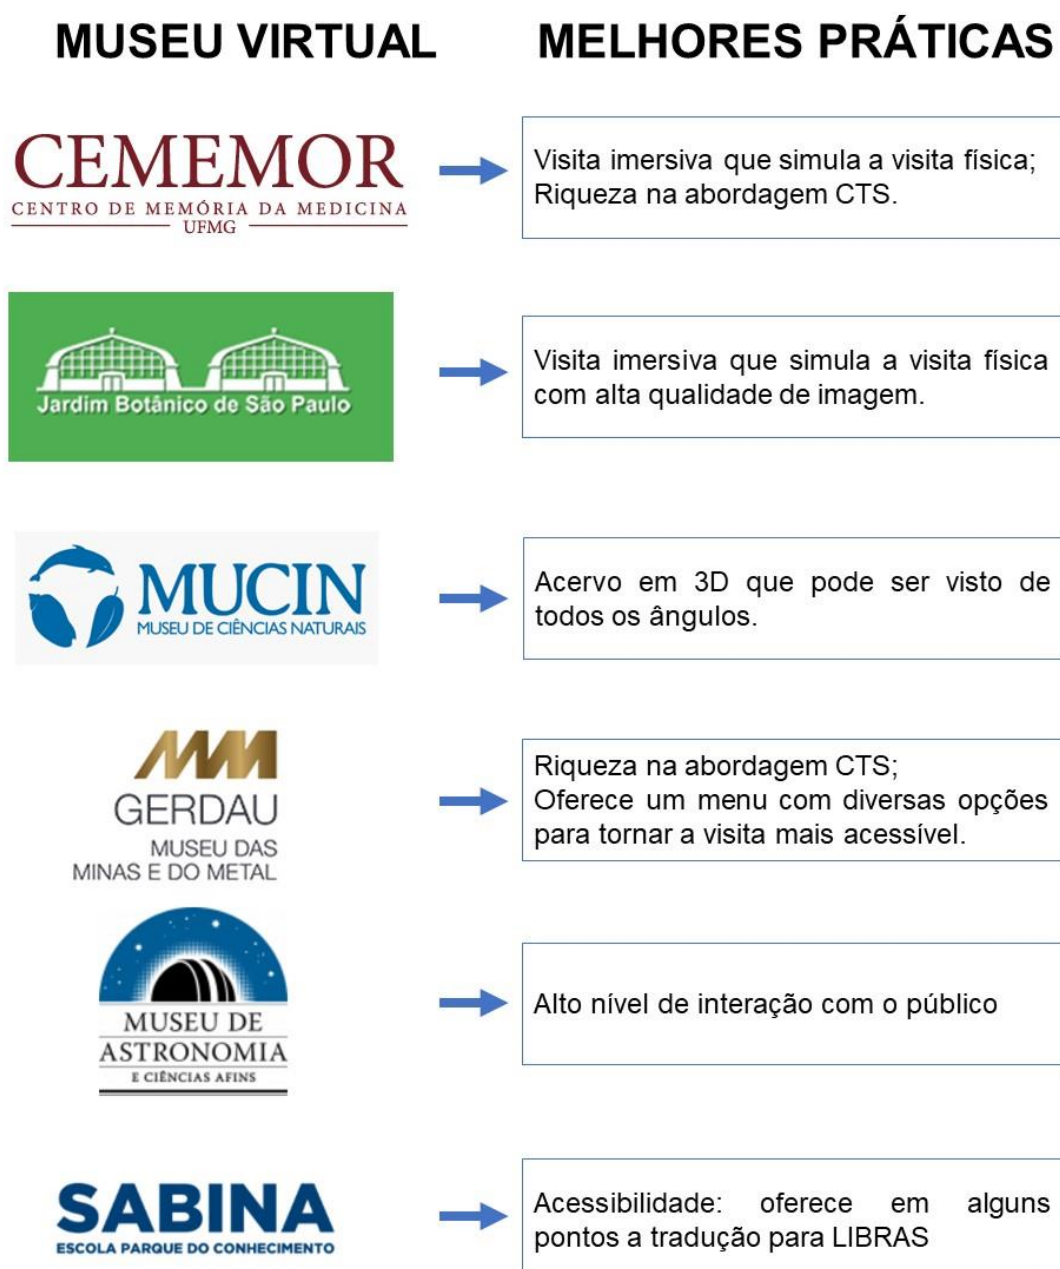 MUSEU VIRTUAL
MELHORES PRÁTICAS
CEMEMOR
CENTRO DE MEMÓRIA DA MEDICINA
UFMG
Visita imersiva que simula a visita física;
Riqueza na abordagem CTS.
Jardim Botânico de São Paulo
Visita imersiva que simula a visita física
com alta qualidade de imagem.
MUCIN
MUSEU DE CIÊNCIAS NATURAIS
Acervo em 3D que pode ser visto de
todos os ângulos.
MM
GERDAU
MUSEU DAS
MINAS E DO METAL
Riqueza na abordagem CTS;
Oferece um menu com diversas opções
para tornar a visita mais acessível.
MUSEU DE
ASTRONOMIA
E CIÊNCIAS AFINS
Alto nível de interação com o público
SABINA
ESCOLA PARQUE DO CONHECIMENTO
Acessibilidade: oferece em alguns
pontos a tradução para LIBRAS